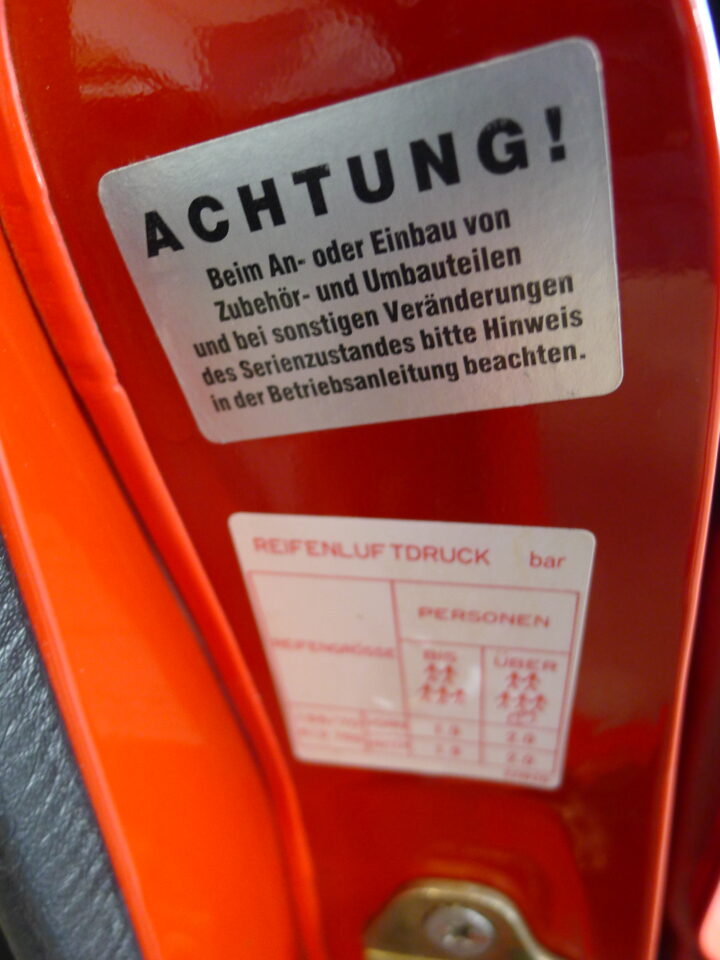 ACHTUNG!
Beim An- oder Einbau von
Zubehör- und Umbauteilen
und bei sonstigen Veränderungen
des Serienzustandes bitte Hinweis
in der Betriebsanleitung beachten.
REIFENLUFTDRUCK bar
PERSONEN
REIFENGRÖSSE
BIS ÜBER